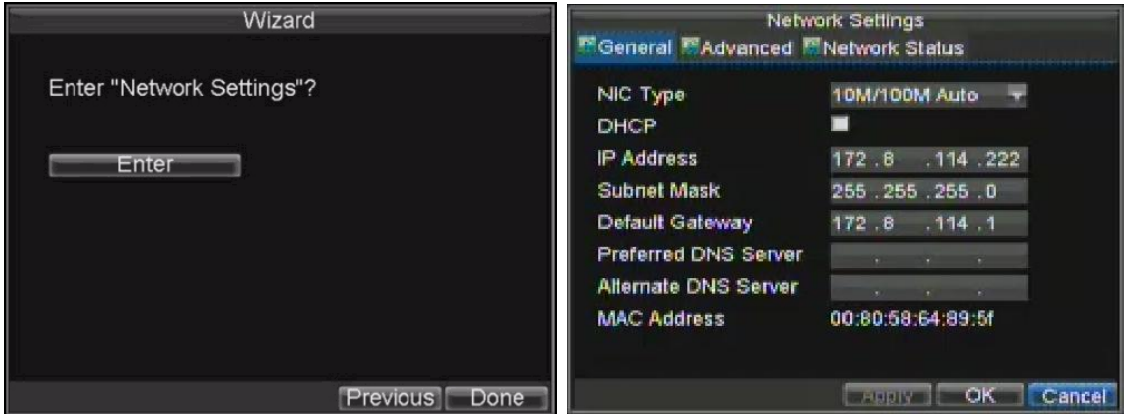 Wizard
Enter "Network Settings"?
Enter
Previous Done
Network Settings
General Advanced Network Status
NIC Type 10M/100M Auto
DHCP
IP Address 172 .8 .114 .222
Subnet Mask 255 .255 .255 .0
Default Gateway 172 .8 .114 .1
Preferred DNS Server . . .
Alternate DNS Server . . .
MAC Address 00:80:58:64:89:5f
Apply OK Cancel